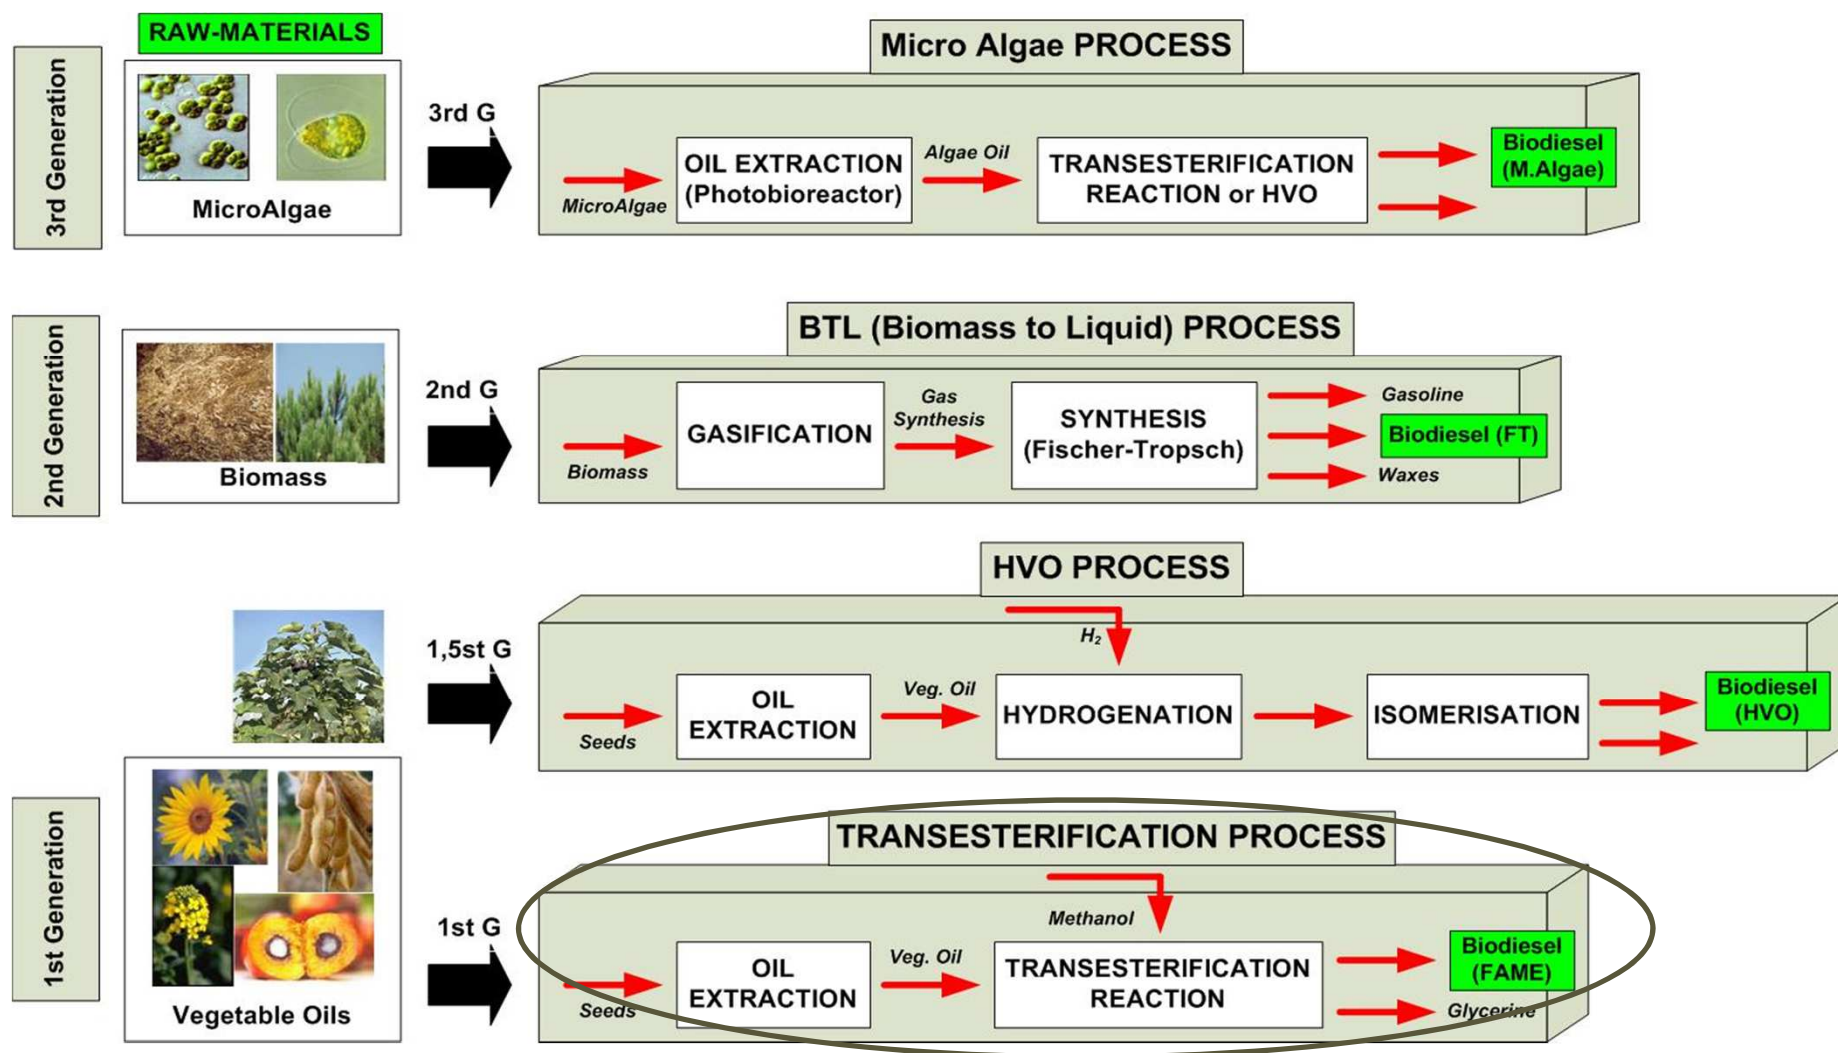 RAW-MATERIALS
Micro Algae PROCESS
3rd Generation
MicroAlgae
3rd G
MicroAlgae
OIL EXTRACTION
(Photobioreactor)
Algae Oil
TRANSESTERIFICATION
REACTION or HVO
Biodiesel
(M.Algae)
BTL (Biomass to Liquid) PROCESS
2nd Generation
Biomass
2nd G
Biomass
GASIFICATION
Gas
Synthesis
SYNTHESIS
(Fischer-Tropsch)
Gasoline
Biodiesel (FT)
Waxes
HVO PROCESS
1,5st G
Seeds
OIL
EXTRACTION
Veg. Oil
H2
HYDROGENATION
ISOMERISATION
Biodiesel
(HVO)
TRANSESTERIFICATION PROCESS
1st Generation
Vegetable Oils
1st G
Seeds
OIL
EXTRACTION
Veg. Oil
Methanol
TRANSESTERIFICATION
REACTION
Biodiesel
(FAME)
Glycerine